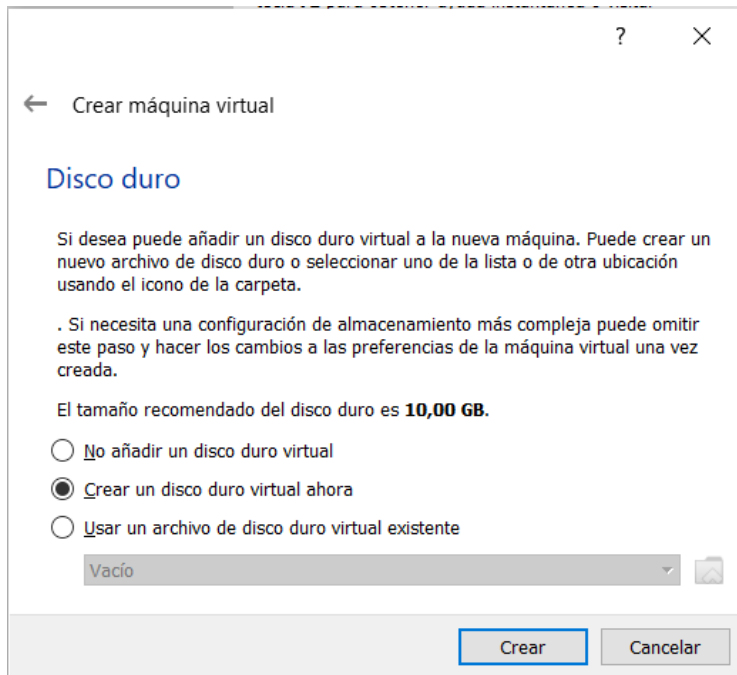 ?
Crear máquina virtual
Disco duro
Si desea puede añadir un disco duro virtual a la nueva máquina. Puede crear un
nuevo archivo de disco duro o seleccionar uno de la lista o de otra ubicación
usando el icono de la carpeta.
. Si necesita una configuración de almacenamiento más compleja puede omitir
este paso y hacer los cambios a las preferencias de la máquina virtual una vez
creada.
El tamaño recomendado del disco duro es 10,00 GB.
No añadir un disco duro virtual
Crear un disco duro virtual ahora
Usar un archivo de disco duro virtual existente
Vacío
Crear Cancelar